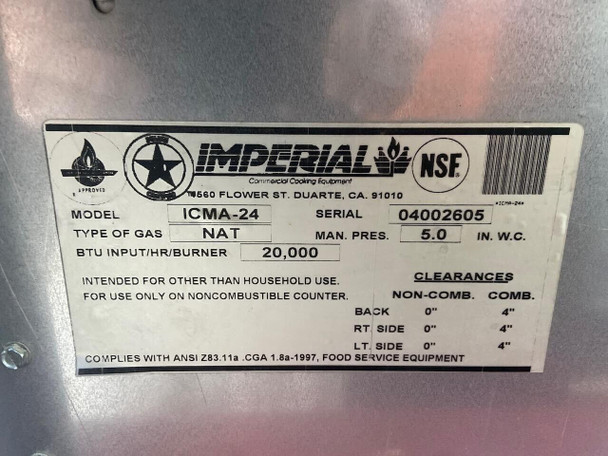 APPROVED
IMPERIAL
Commercial Cooking Equipment
NSF
FLOWER ST. DUARTE, CA. 91010
*ICMA-24*
MODEL ICMA-24 SERIAL 04002605
TYPE OF GAS NAT MAN. PRES. 5.0 IN. W.C.
BTU INPUT/HR/BURNER 20,000
INTENDED FOR OTHER THAN HOUSEHOLD USE.
FOR USE ONLY ON NONCOMBUSTIBLE COUNTER.
CLEARANCES
NON-COMB. COMB.
BACK 0" 4"
RT. SIDE 0" 4"
LT. SIDE 0" 4"
COMPLIES WITH ANSI Z83.11a .CGA 1.8a-1997, FOOD SERVICE EQUIPMENT